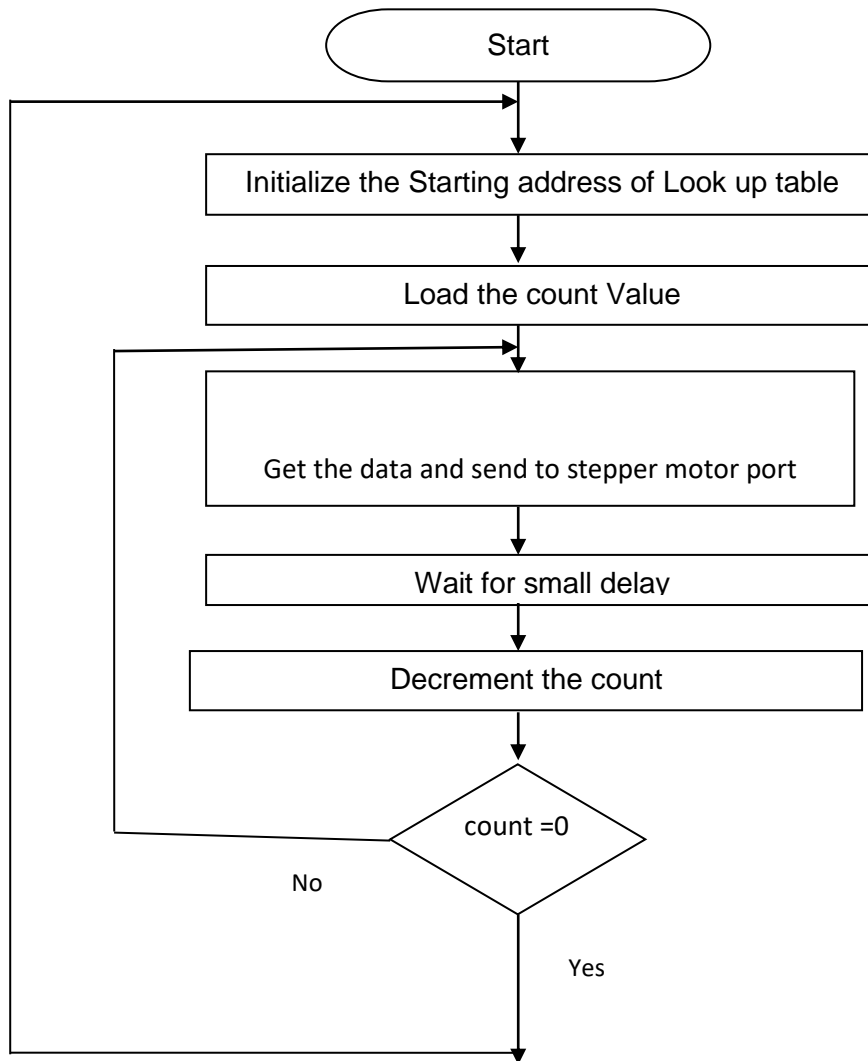 Start
Initialize the Starting address of Look up table
Load the count Value
Get the data and send to stepper motor port
Wait for small delay
Decrement the count
count =0
No
Yes